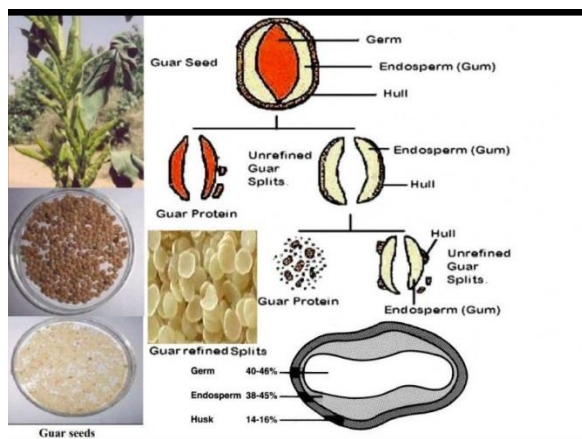 Guar Seed
Germ
Endosperm (Gum)
Hull
Unrefined
Guar
Splits.
Guar Protein
Endosperm (Gum)
Hull
Guar Protein
Hull
Unrefined
Guar
Splits.
Endosperm (Gum)
Guar refined Splits
Germ 40-46%
Endosperm 38-45%
Husk 14-16%
Guar seeds